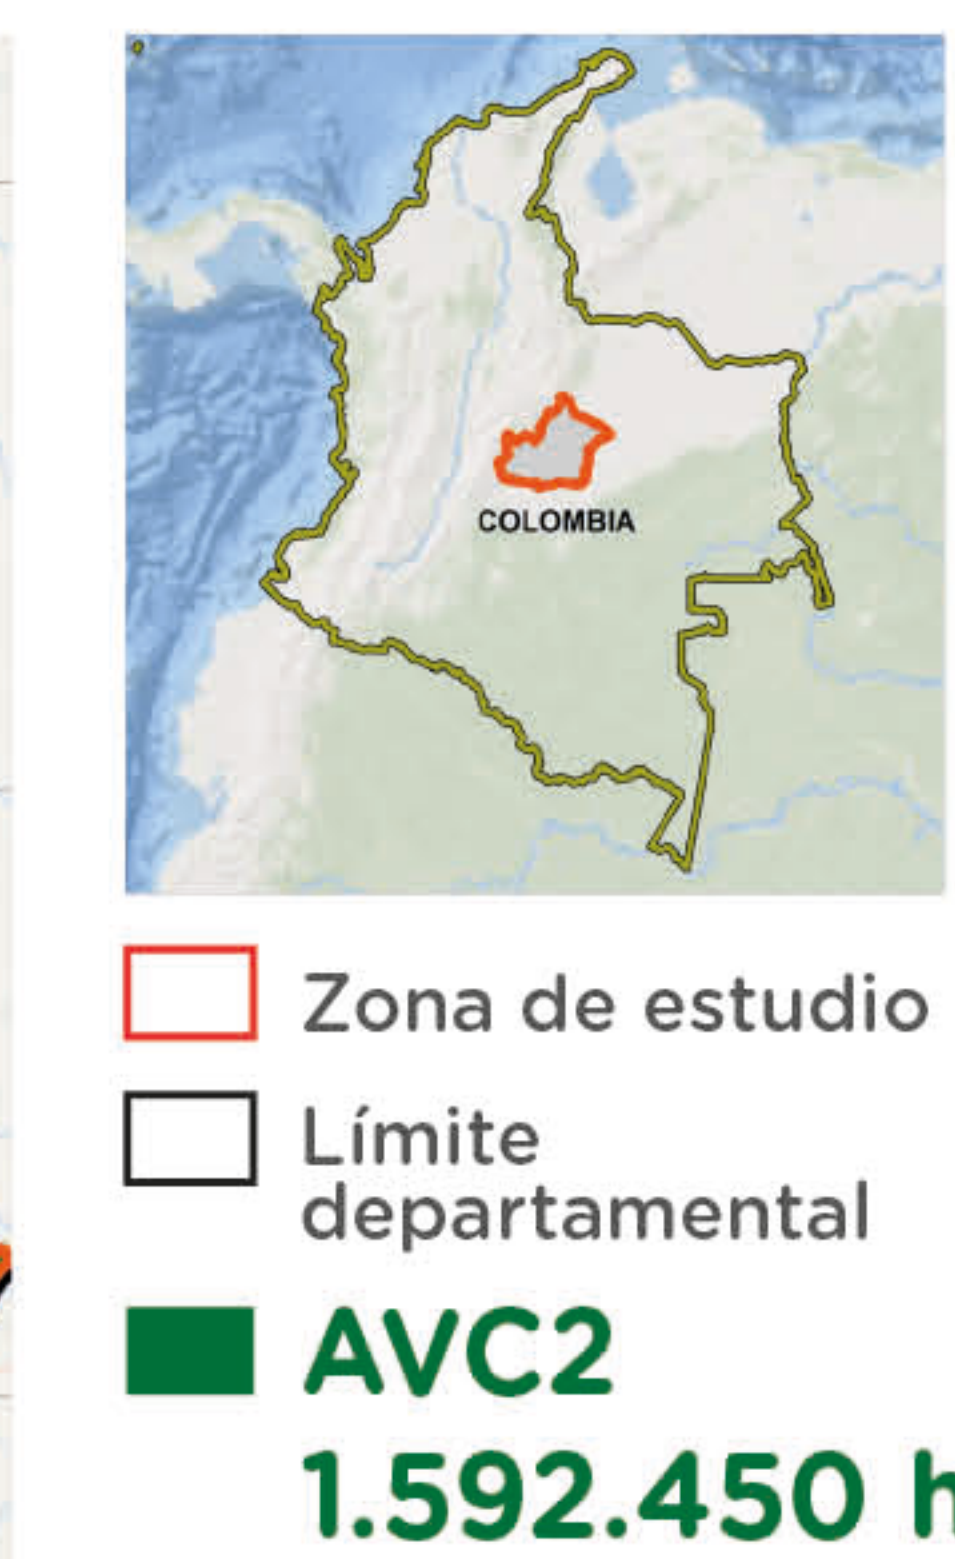 COLOMBIA
Zona de estudio
Límite
departamental
AVC2
1.592.450 h